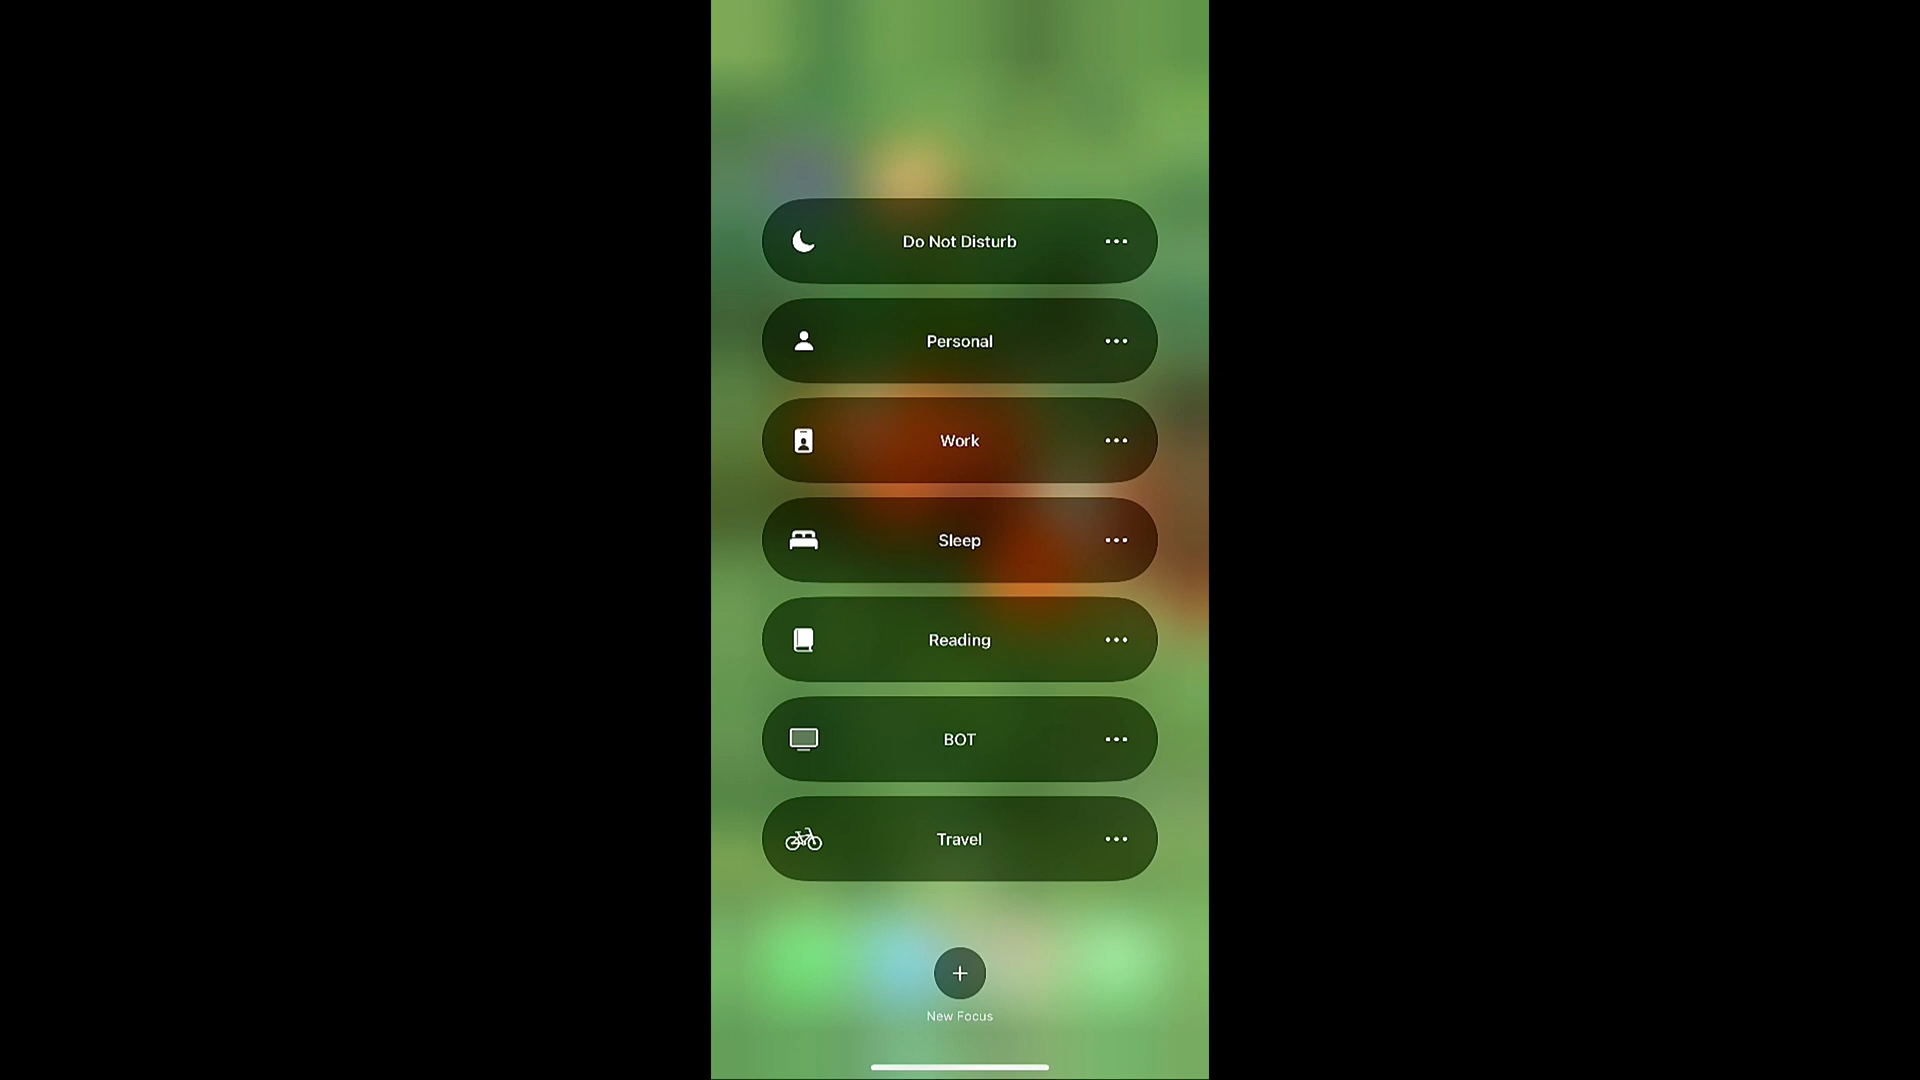 Do Not Disturb
Personal
Work
Sleep
Reading
BOT
Travel
New Focus